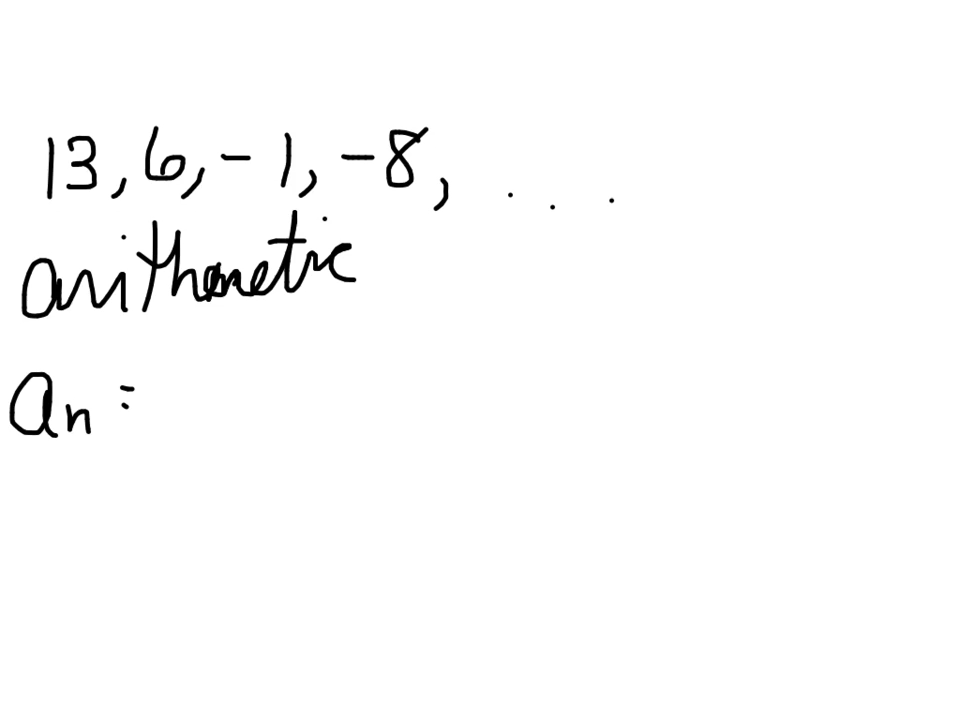 13, 6, -1, -8, . . .
arithmetic
an =